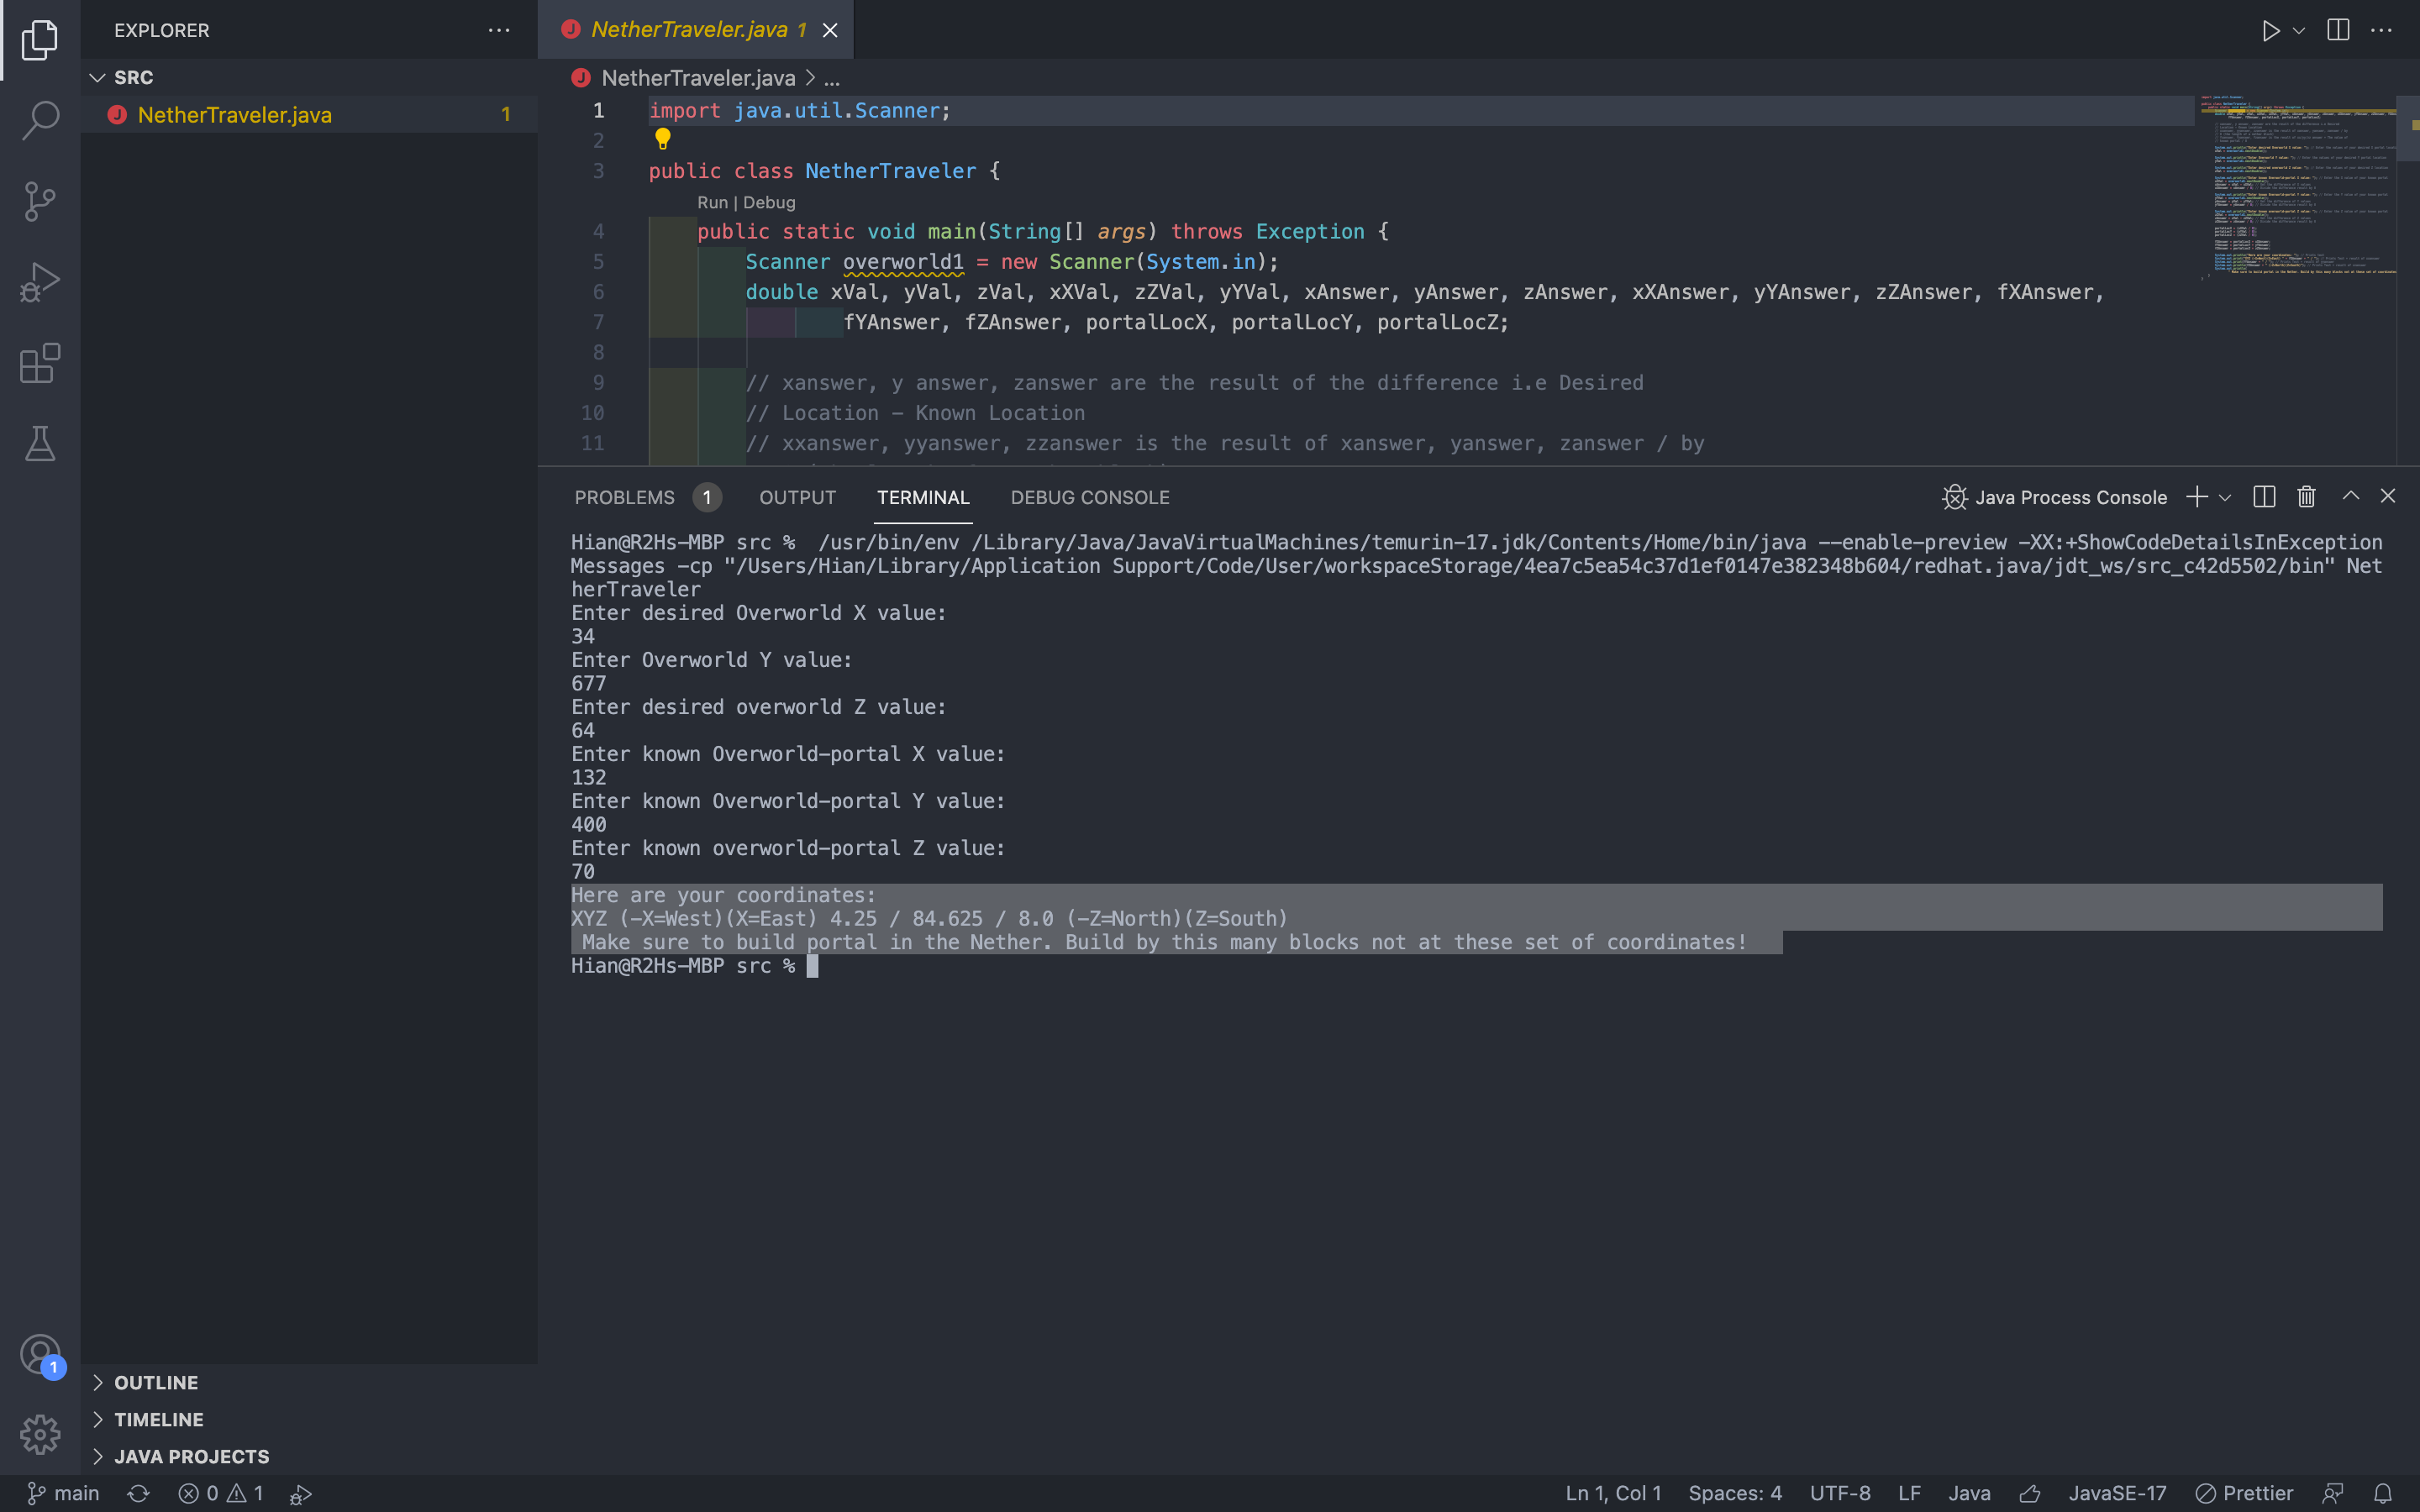 EXPLORER
SRC
NetherTraveler.java 1
NetherTraveler.java 1
NetherTraveler.java > ...
1 import java.util.Scanner;
2
3 public class NetherTraveler {
Run | Debug
4 public static void main(String[] args) throws Exception {
5 Scanner overworld1 = new Scanner(System.in);
6 double xVal, yVal, zVal, xXVal, zZVal, yYVal, xAnswer, yAnswer, zAnswer, xXAnswer, yYAnswer, zZAnswer, fXAnswer,
7 fYAnswer, fZAnswer, portalLocX, portalLocY, portalLocZ;
8
9 // xanswer, y answer, zanswer are the result of the difference i.e Desired
10 // Location - Known Location
11 // xxanswer, yyanswer, zzanswer is the result of xanswer, yanswer, zanswer / by
PROBLEMS 1 OUTPUT TERMINAL DEBUG CONSOLE Java Process Console
Hian@R2Hs-MBP src %  /usr/bin/env /Library/Java/JavaVirtualMachines/temurin-17.jdk/Contents/Home/bin/java --enable-preview -XX:+ShowCodeDetailsInException
Messages -cp "/Users/Hian/Library/Application Support/Code/User/workspaceStorage/4ea7c5ea54c37d1ef0147e382348b604/redhat.java/jdt_ws/src_c42d5502/bin" Net
herTraveler
Enter desired Overworld X value:
34
Enter Overworld Y value:
677
Enter desired overworld Z value:
64
Enter known Overworld-portal X value:
132
Enter known Overworld-portal Y value:
400
Enter known overworld-portal Z value:
70
Here are your coordinates:
XYZ (-X=West)(X=East) 4.25 / 84.625 / 8.0 (-Z=North)(Z=South)
Make sure to build portal in the Nether. Build by this many blocks not at these set of coordinates!
Hian@R2Hs-MBP src %
1
OUTLINE
TIMELINE
JAVA PROJECTS
main 0 1 Ln 1, Col 1 Spaces: 4 UTF-8 LF Java JavaSE-17 Prettier